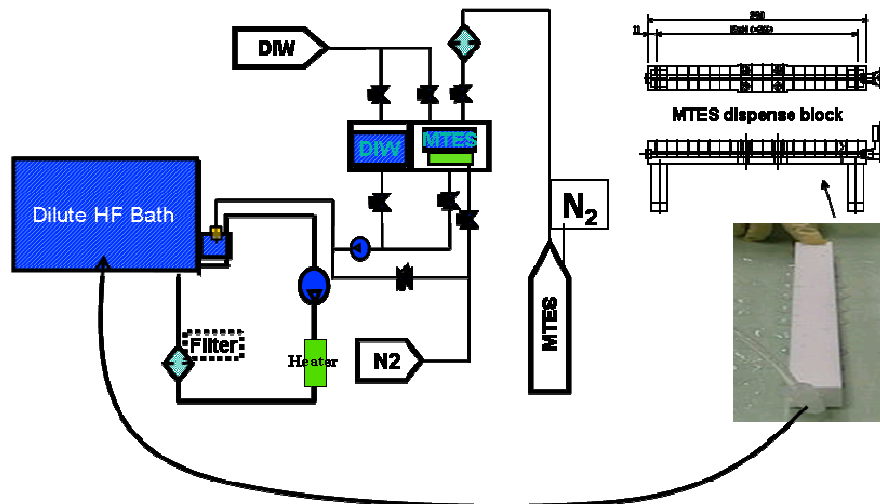 DIW
MTES dispense block
DIW
MTES
Dilute HF Bath
N2
Filter
Heater
N2
MTES